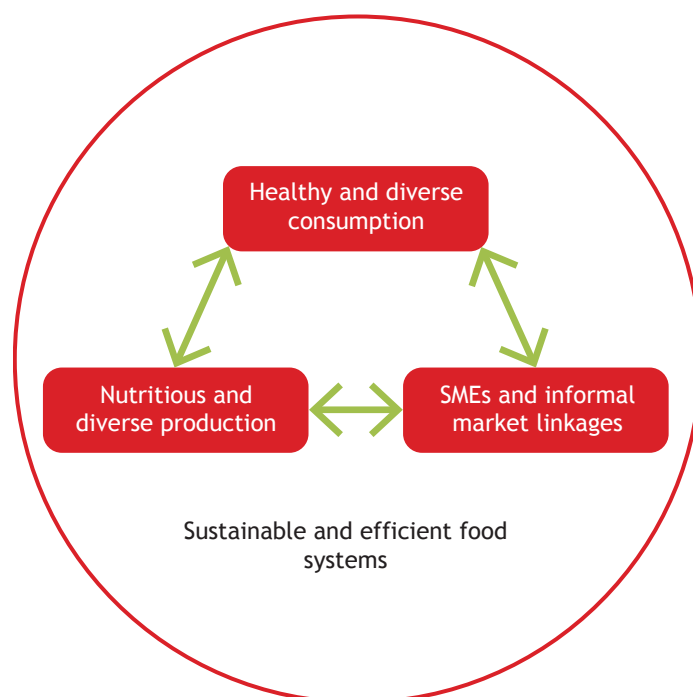 Healthy and diverse
consumption
Nutritious and
diverse production
SMEs and informal
market linkages
Sustainable and efficient food
systems